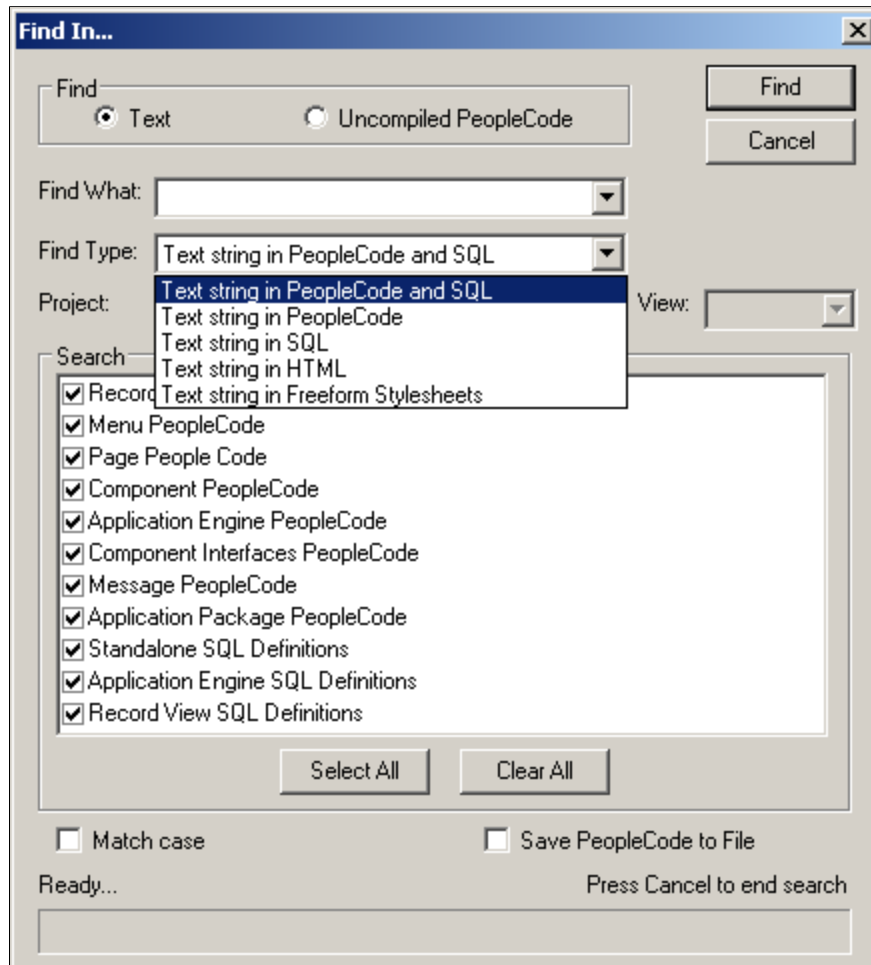 Find In...
Find
Text
Uncompiled PeopleCode
Find
Cancel
Find What:
Find Type:
Text string in PeopleCode and SQL
Text string in PeopleCode and SQL
Text string in PeopleCode
Text string in SQL
Text string in HTML
Text string in Freeform Stylesheets
Project:
View:
Search
Record
Menu PeopleCode
Page People Code
Component PeopleCode
Application Engine PeopleCode
Component Interfaces PeopleCode
Message PeopleCode
Application Package PeopleCode
Standalone SQL Definitions
Application Engine SQL Definitions
Record View SQL Definitions
Select All
Clear All
Match case
Save PeopleCode to File
Ready...
Press Cancel to end search